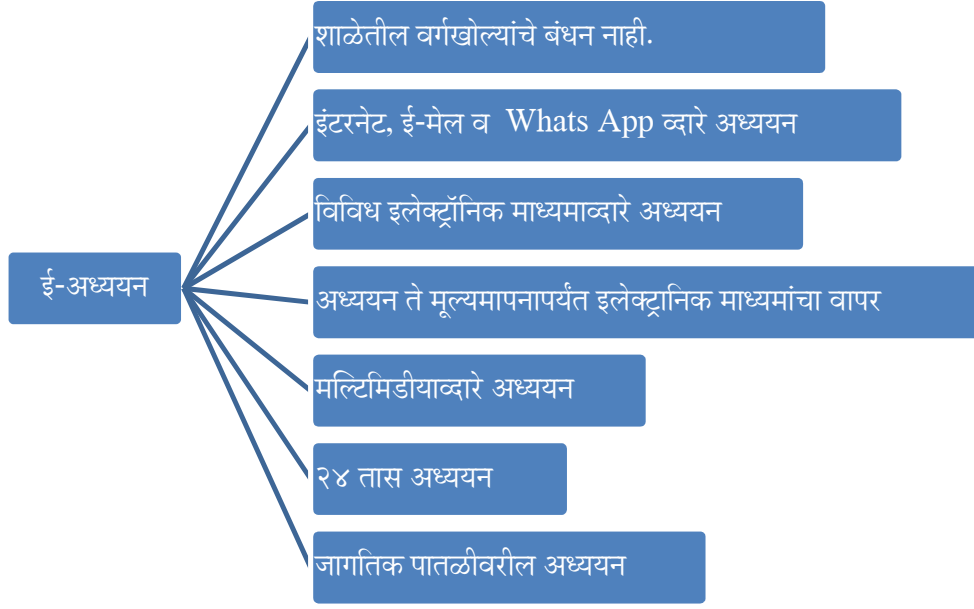 शाळेतील वर्गखोल्यांचे बंधन नाही.
इंटरनेट, ई-मेल व Whats App व्दारे अध्ययन
विविध इलेक्ट्रॉनिक माध्यमाव्दारे अध्ययन
ई-अध्ययन
अध्ययन ते मूल्यमापनापर्यंत इलेक्ट्रानिक माध्यमांचा वापर
मल्टिमिडीयाव्दारे अध्ययन
२४ तास अध्ययन
जागतिक पातळीवरील अध्ययन